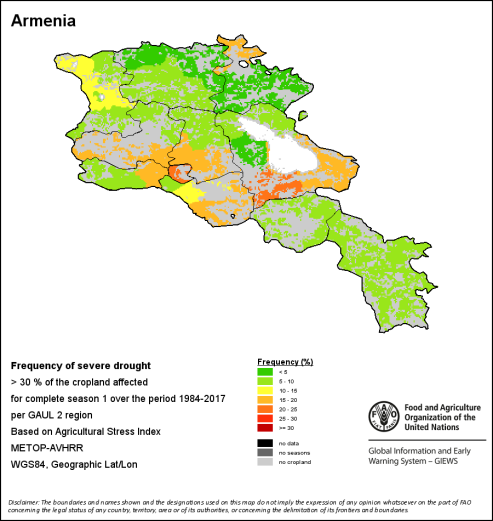 Armenia
Frequency of severe drought
> 30 % of the cropland affected
for complete season 1 over the period 1984-2017
per GAUL 2 region
Based on Agricultural Stress Index
METOP-AVHRR
WGS84, Geographic Lat/Lon
Frequency (%)
< 5
5 - 10
10 - 15
15 - 20
20 - 25
25 - 30
>= 30
no data
no seasons
no cropland
FAO
FIAT PANIS
Food and Agriculture
Organization of the
United Nations
Global Information and Early
Warning System – GIEWS
Disclaimer: The boundaries and names shown and the designations used on this map do not imply the expression of any opinion whatsoever on the part of FAO
concerning the legal status of any country, territory, area or of its authorities, or concerning the delimitation of its frontiers and boundaries.